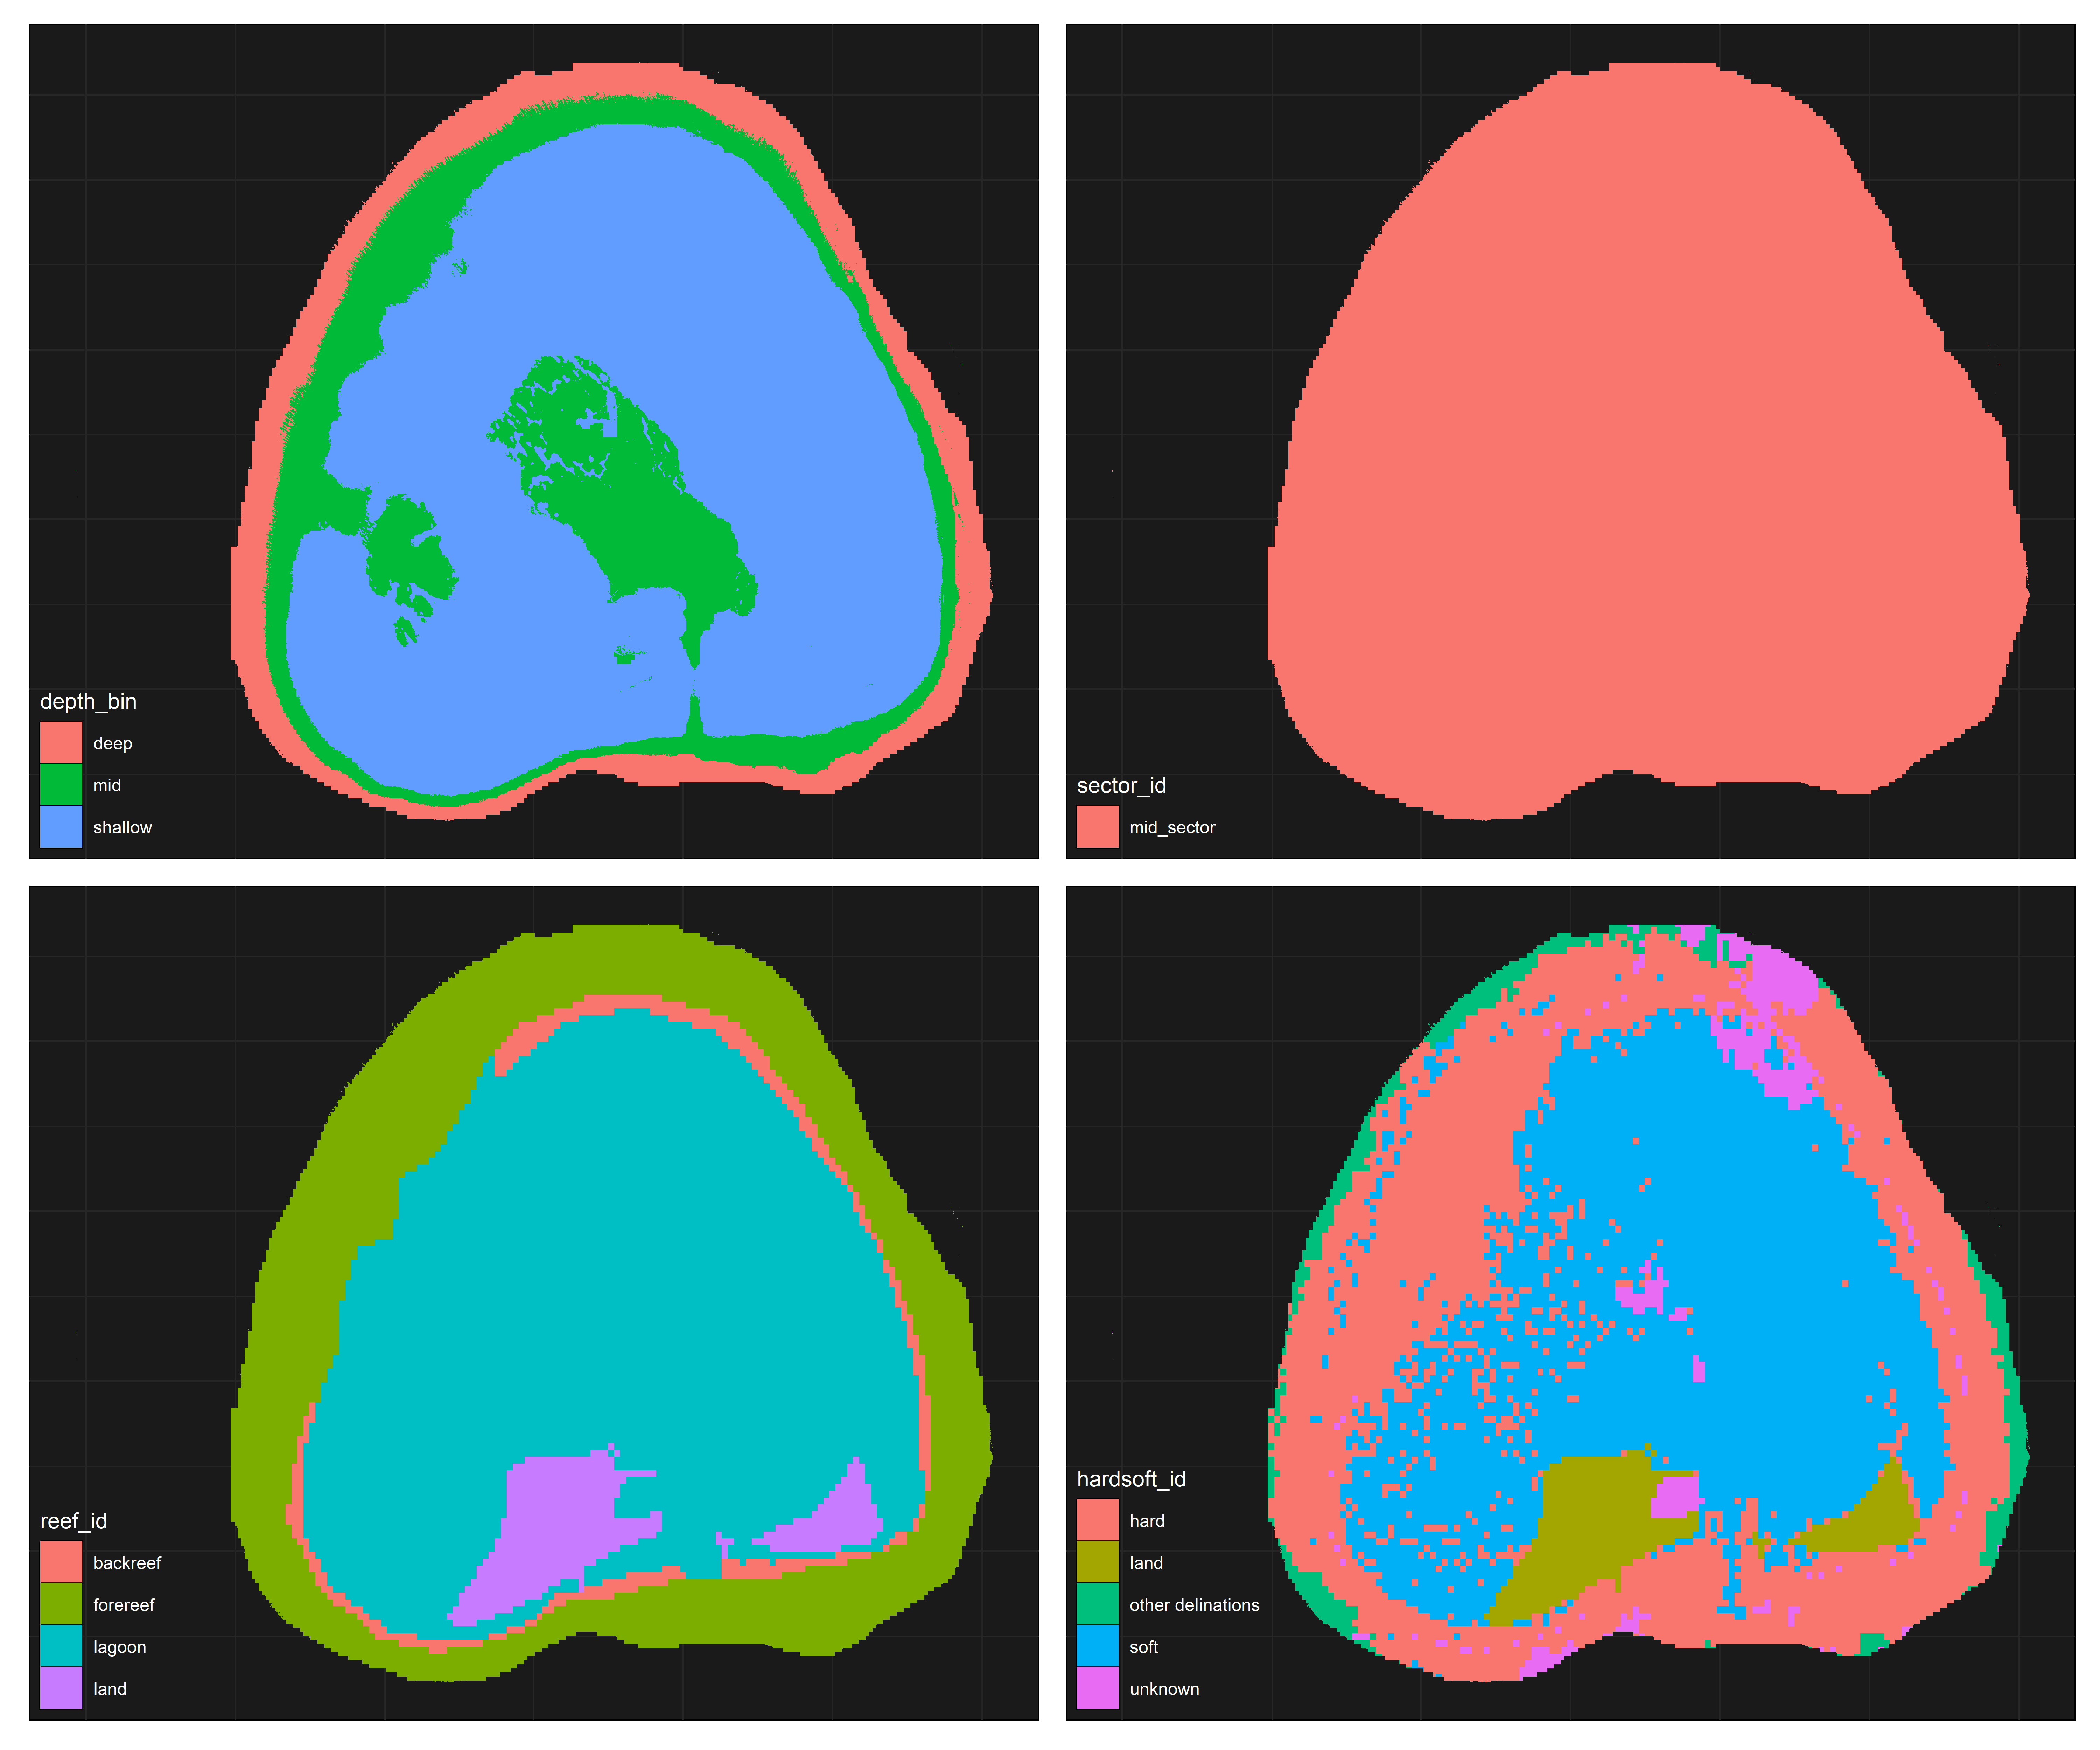 depth_bin
deep
mid
shallow
sector_id
mid_sector
reef_id
backreef
forereef
lagoon
land
hardsoft_id
hard
land
other delinations
soft
unknown